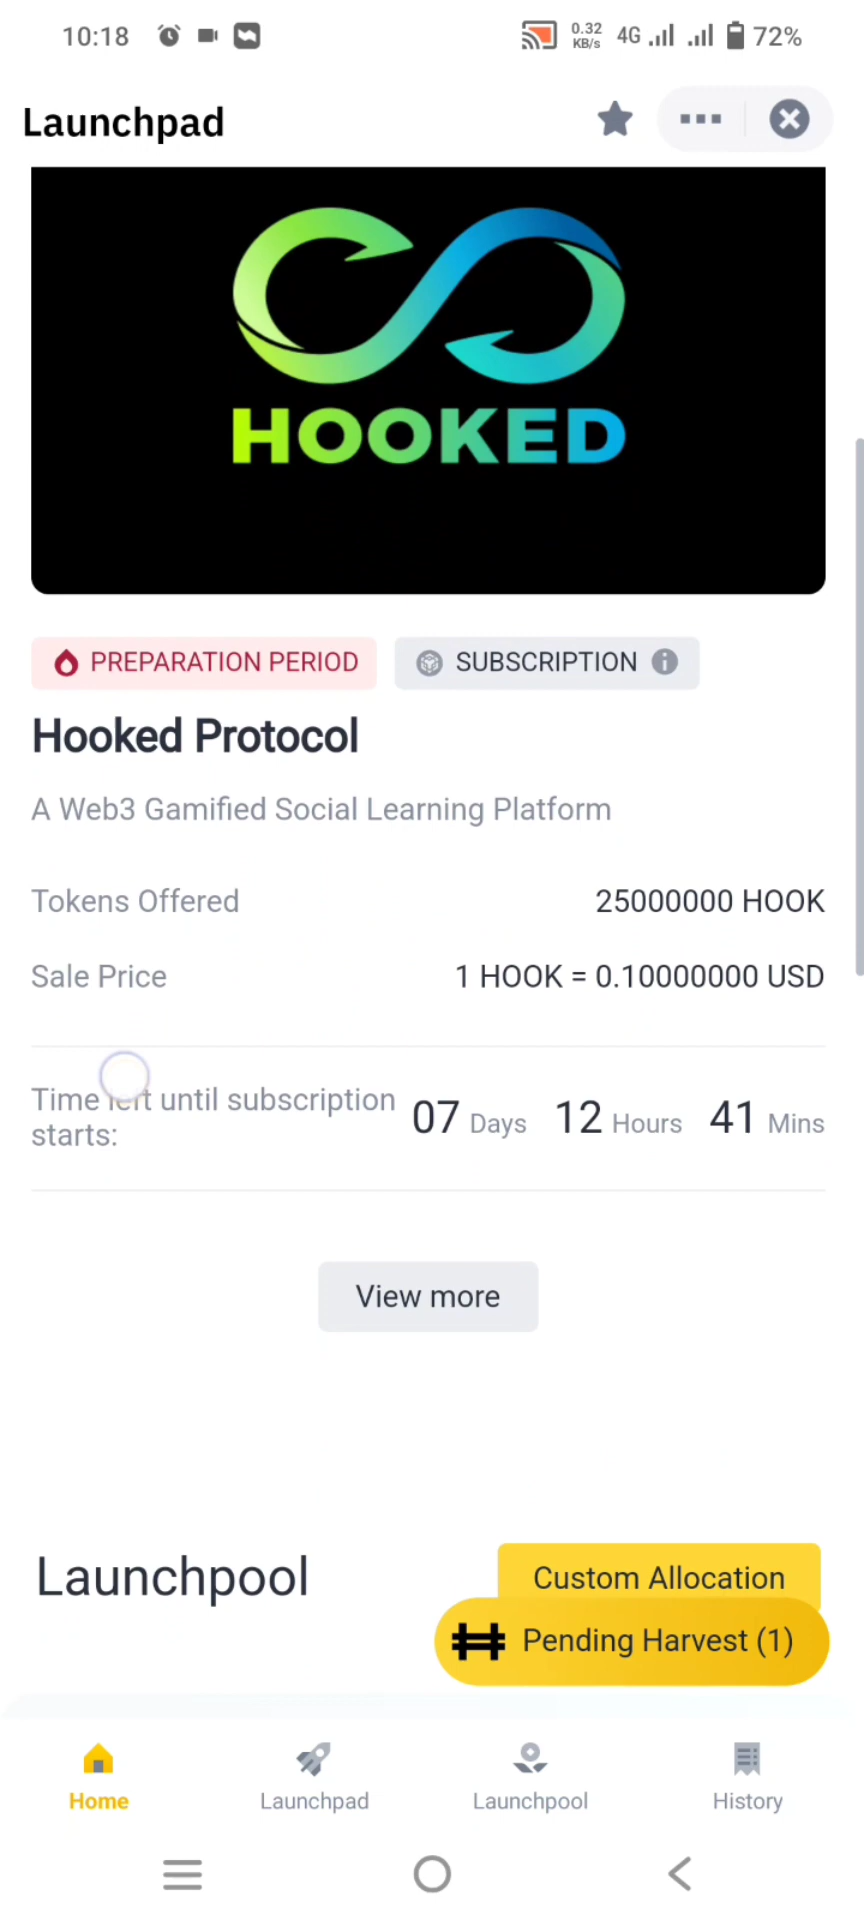 10:18 0.32 KB/s 4G 72%
Launchpad
HOOKED
PREPARATION PERIOD SUBSCRIPTION
Hooked Protocol
A Web3 Gamified Social Learning Platform
Tokens Offered 25000000 HOOK
Sale Price 1 HOOK = 0.10000000 USD
Time left until subscription starts: 07 Days 12 Hours 41 Mins
View more
Launchpool Custom Allocation
Pending Harvest (1)
Home Launchpad Launchpool History